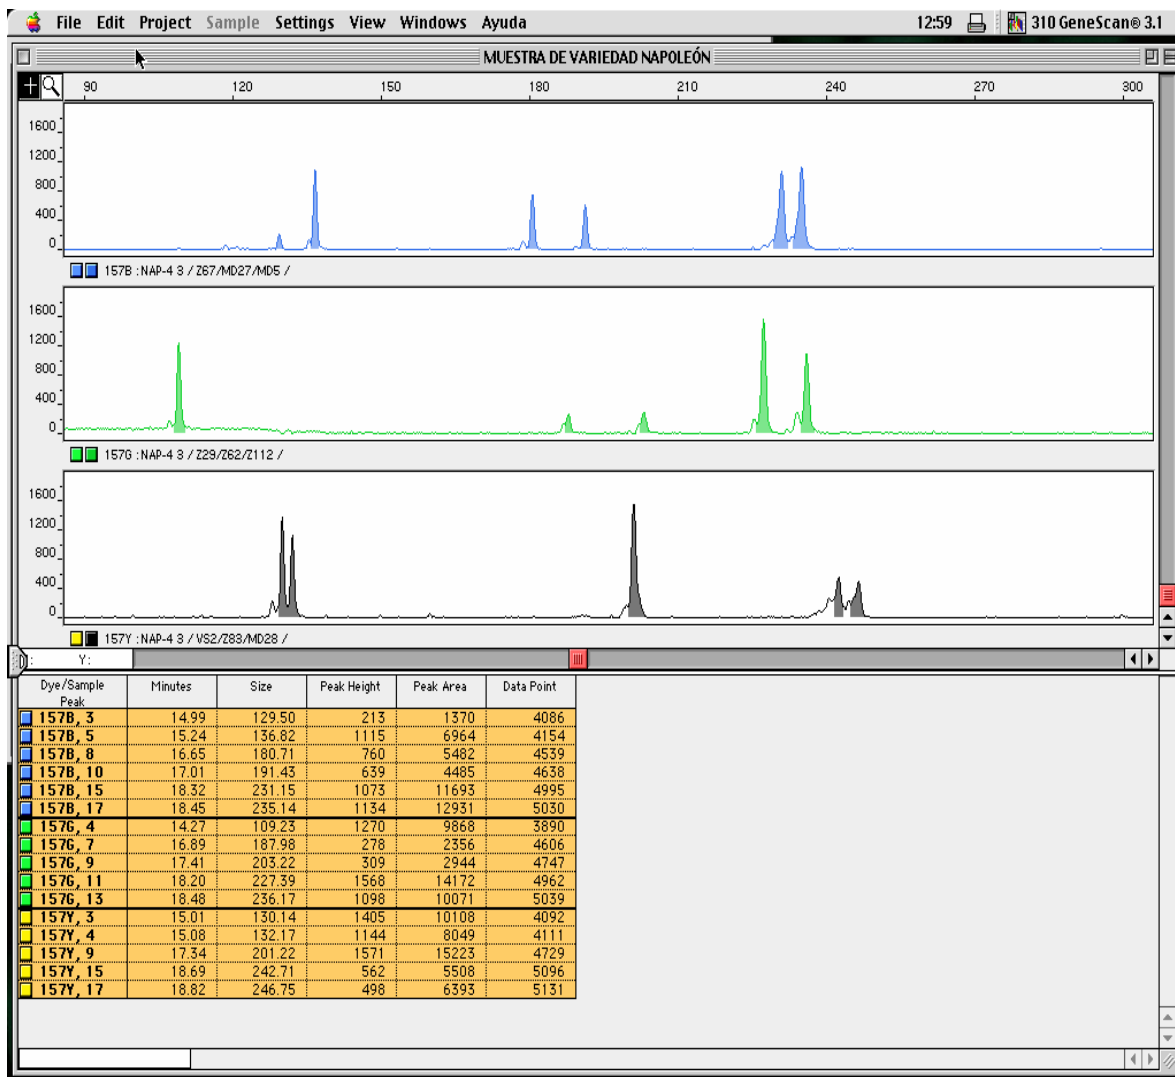 File Edit Project Sample Settings View Windows Ayuda 12:59 310 GeneScan® 3.1
MUESTRA DE VARIEDAD NAPOLEÓN
90 120 150 180 210 240 270 300
1600
1200
800
400
0
157B : NAP-4 3 / Z67/MD27/MD5 /
1600
1200
800
400
0
157G : NAP-4 3 / Z29/Z62/Z112 /
1600
1200
800
400
0
157Y : NAP-4 3 / VS2/Z83/MD28 /
: Y:
Dye/Sample Peak Minutes Size Peak Height Peak Area Data Point
157B, 3 14.99 129.50 213 1370 4086
157B, 5 15.24 136.82 1115 6964 4154
157B, 8 16.65 180.71 760 5482 4539
157B, 10 17.01 191.43 639 4485 4638
157B, 15 18.32 231.15 1073 11693 4995
157B, 17 18.45 235.14 1134 12931 5030
157G, 4 14.27 109.23 1270 9868 3890
157G, 7 16.89 187.98 278 2356 4606
157G, 9 17.41 203.22 309 2944 4747
157G, 11 18.20 227.39 1568 14172 4962
157G, 13 18.48 236.17 1098 10071 5039
157Y, 3 15.01 130.14 1405 10108 4092
157Y, 4 15.08 132.17 1144 8049 4111
157Y, 9 17.34 201.22 1571 15223 4729
157Y, 15 18.69 242.71 562 5508 5096
157Y, 17 18.82 246.75 498 6393 5131